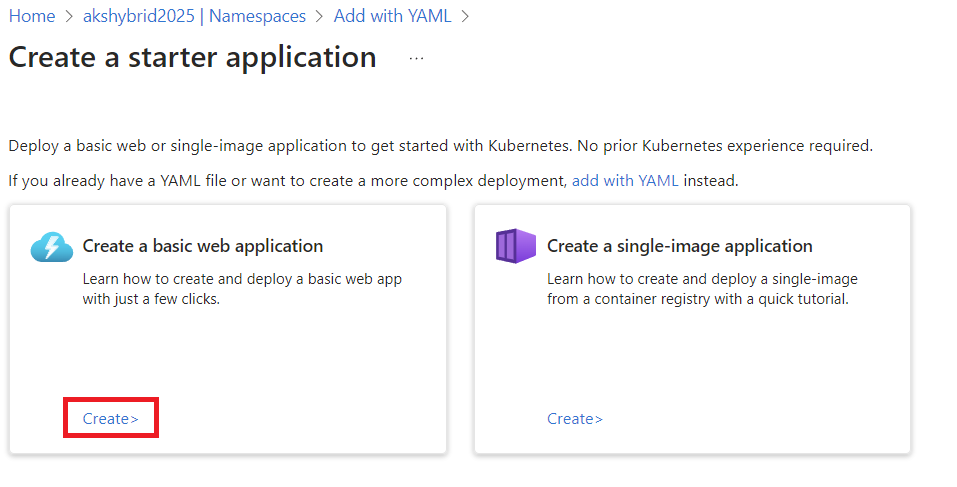 Home > akshybrid2025 | Namespaces > Add with YAML >
Create a starter application ...
Deploy a basic web or single-image application to get started with Kubernetes. No prior Kubernetes experience required.
If you already have a YAML file or want to create a more complex deployment, add with YAML instead.
Create a basic web application
Learn how to create and deploy a basic web app
with just a few clicks.
Create>
Create a single-image application
Learn how to create and deploy a single-image
from a container registry with a quick tutorial.
Create>